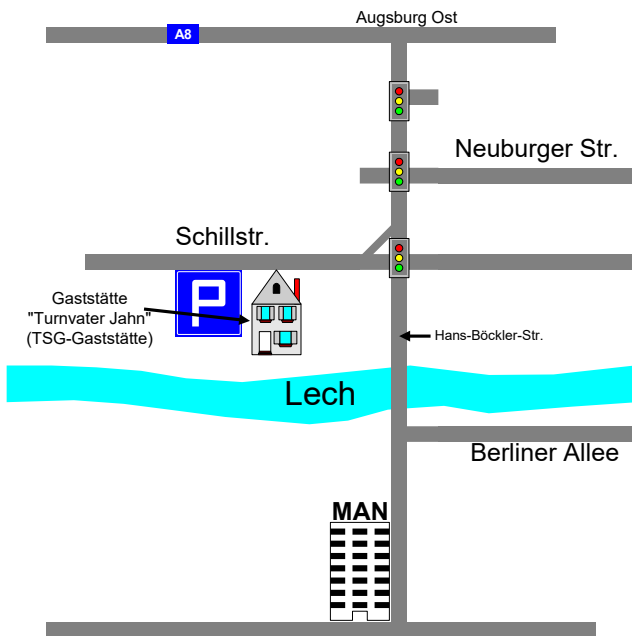 Augsburg Ost
A8
Neuburger Str.
Schillstr.
P
Gaststätte
"Turnvater Jahn"
(TSG-Gaststätte)
Hans-Böckler-Str.
Lech
Berliner Allee
MAN